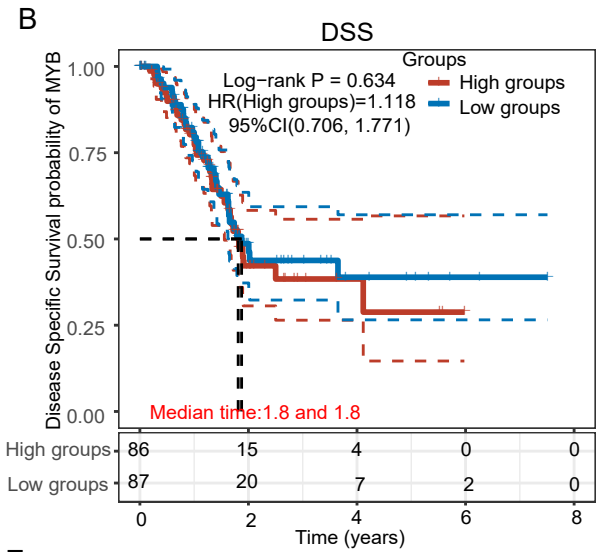 B
DSS
Groups
High groups
Low groups
Log-rank P = 0.634
HR(High groups)=1.118
95%CI(0.706, 1.771)
Disease Specific Survival probability of MYB
1.00
0.75
0.50
0.25
0.00
Median time:1.8 and 1.8
High groups 86 15 4 0 0
Low groups 87 20 7 2 0
0 2 4 6 8
Time (years)